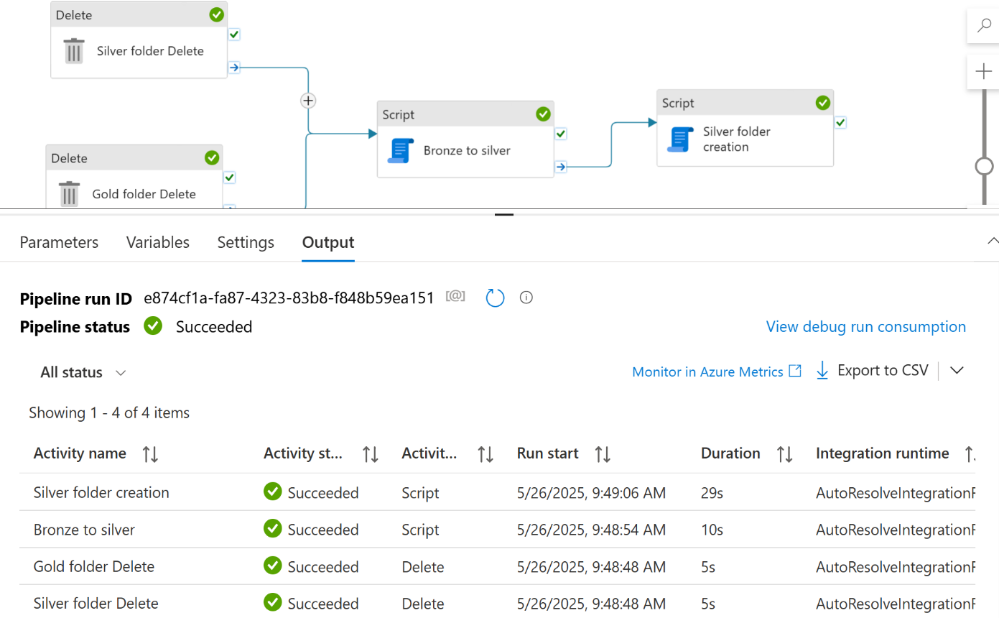 Delete
Silver folder Delete
Script
Bronze to silver
Script
Silver folder
creation
Delete
Gold folder Delete
Parameters Variables Settings Output
Pipeline run ID e874cf1a-fa87-4323-83b8-f848b59ea151 [@]
Pipeline status Succeeded
View debug run consumption
All status
Monitor in Azure Metrics Export to CSV
Showing 1 - 4 of 4 items
Activity name Activity st... Activit... Run start Duration Integration runtime
Silver folder creation Succeeded Script 5/26/2025, 9:49:06 AM 29s AutoResolveIntegrationR
Bronze to silver Succeeded Script 5/26/2025, 9:48:54 AM 10s AutoResolveIntegrationR
Gold folder Delete Succeeded Delete 5/26/2025, 9:48:48 AM 5s AutoResolveIntegrationR
Silver folder Delete Succeeded Delete 5/26/2025, 9:48:48 AM 5s AutoResolveIntegrationR